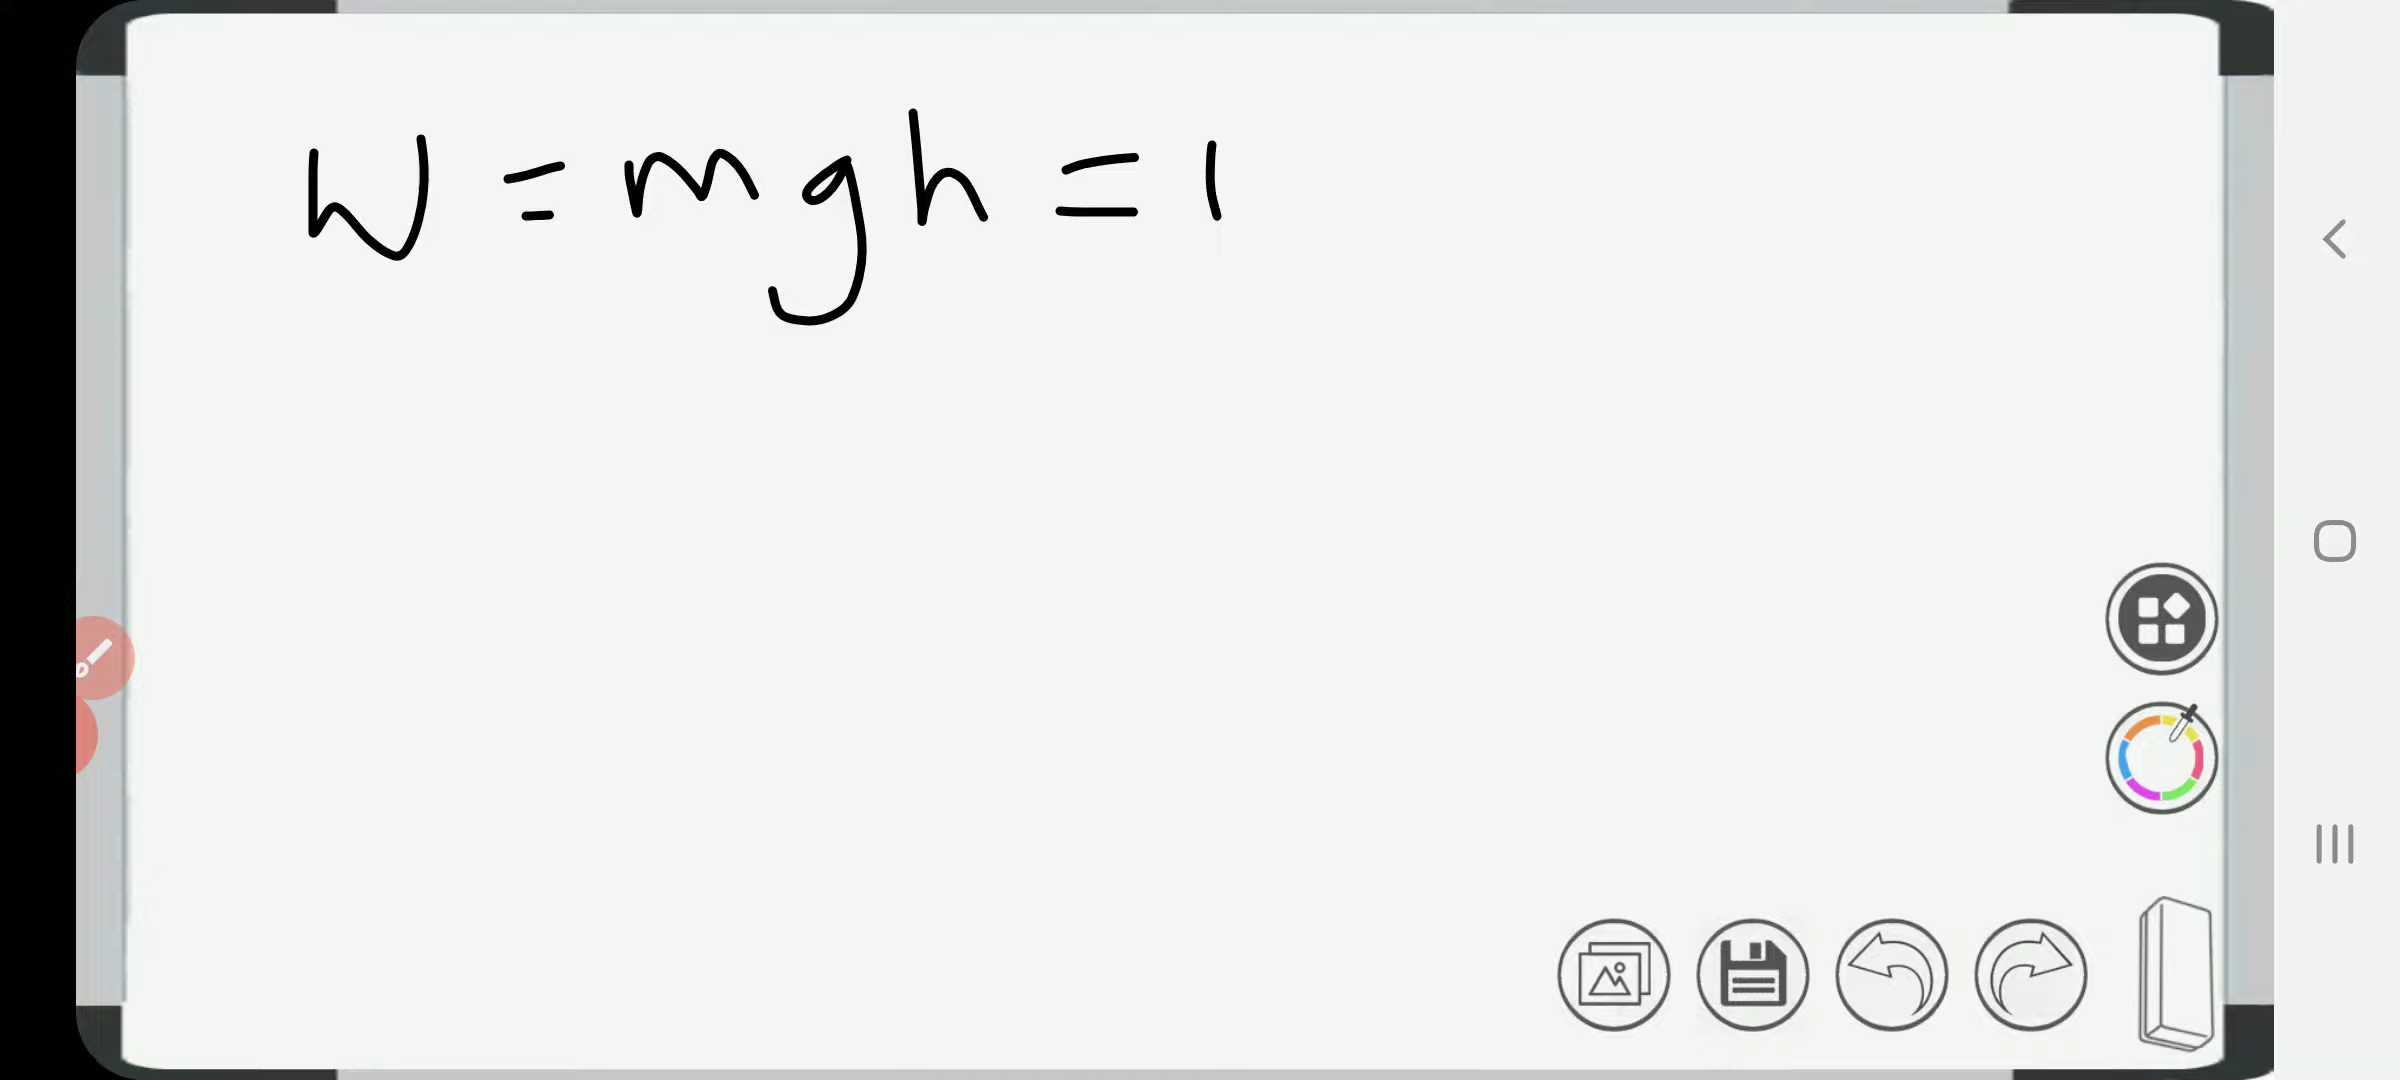 W = mgh = 1